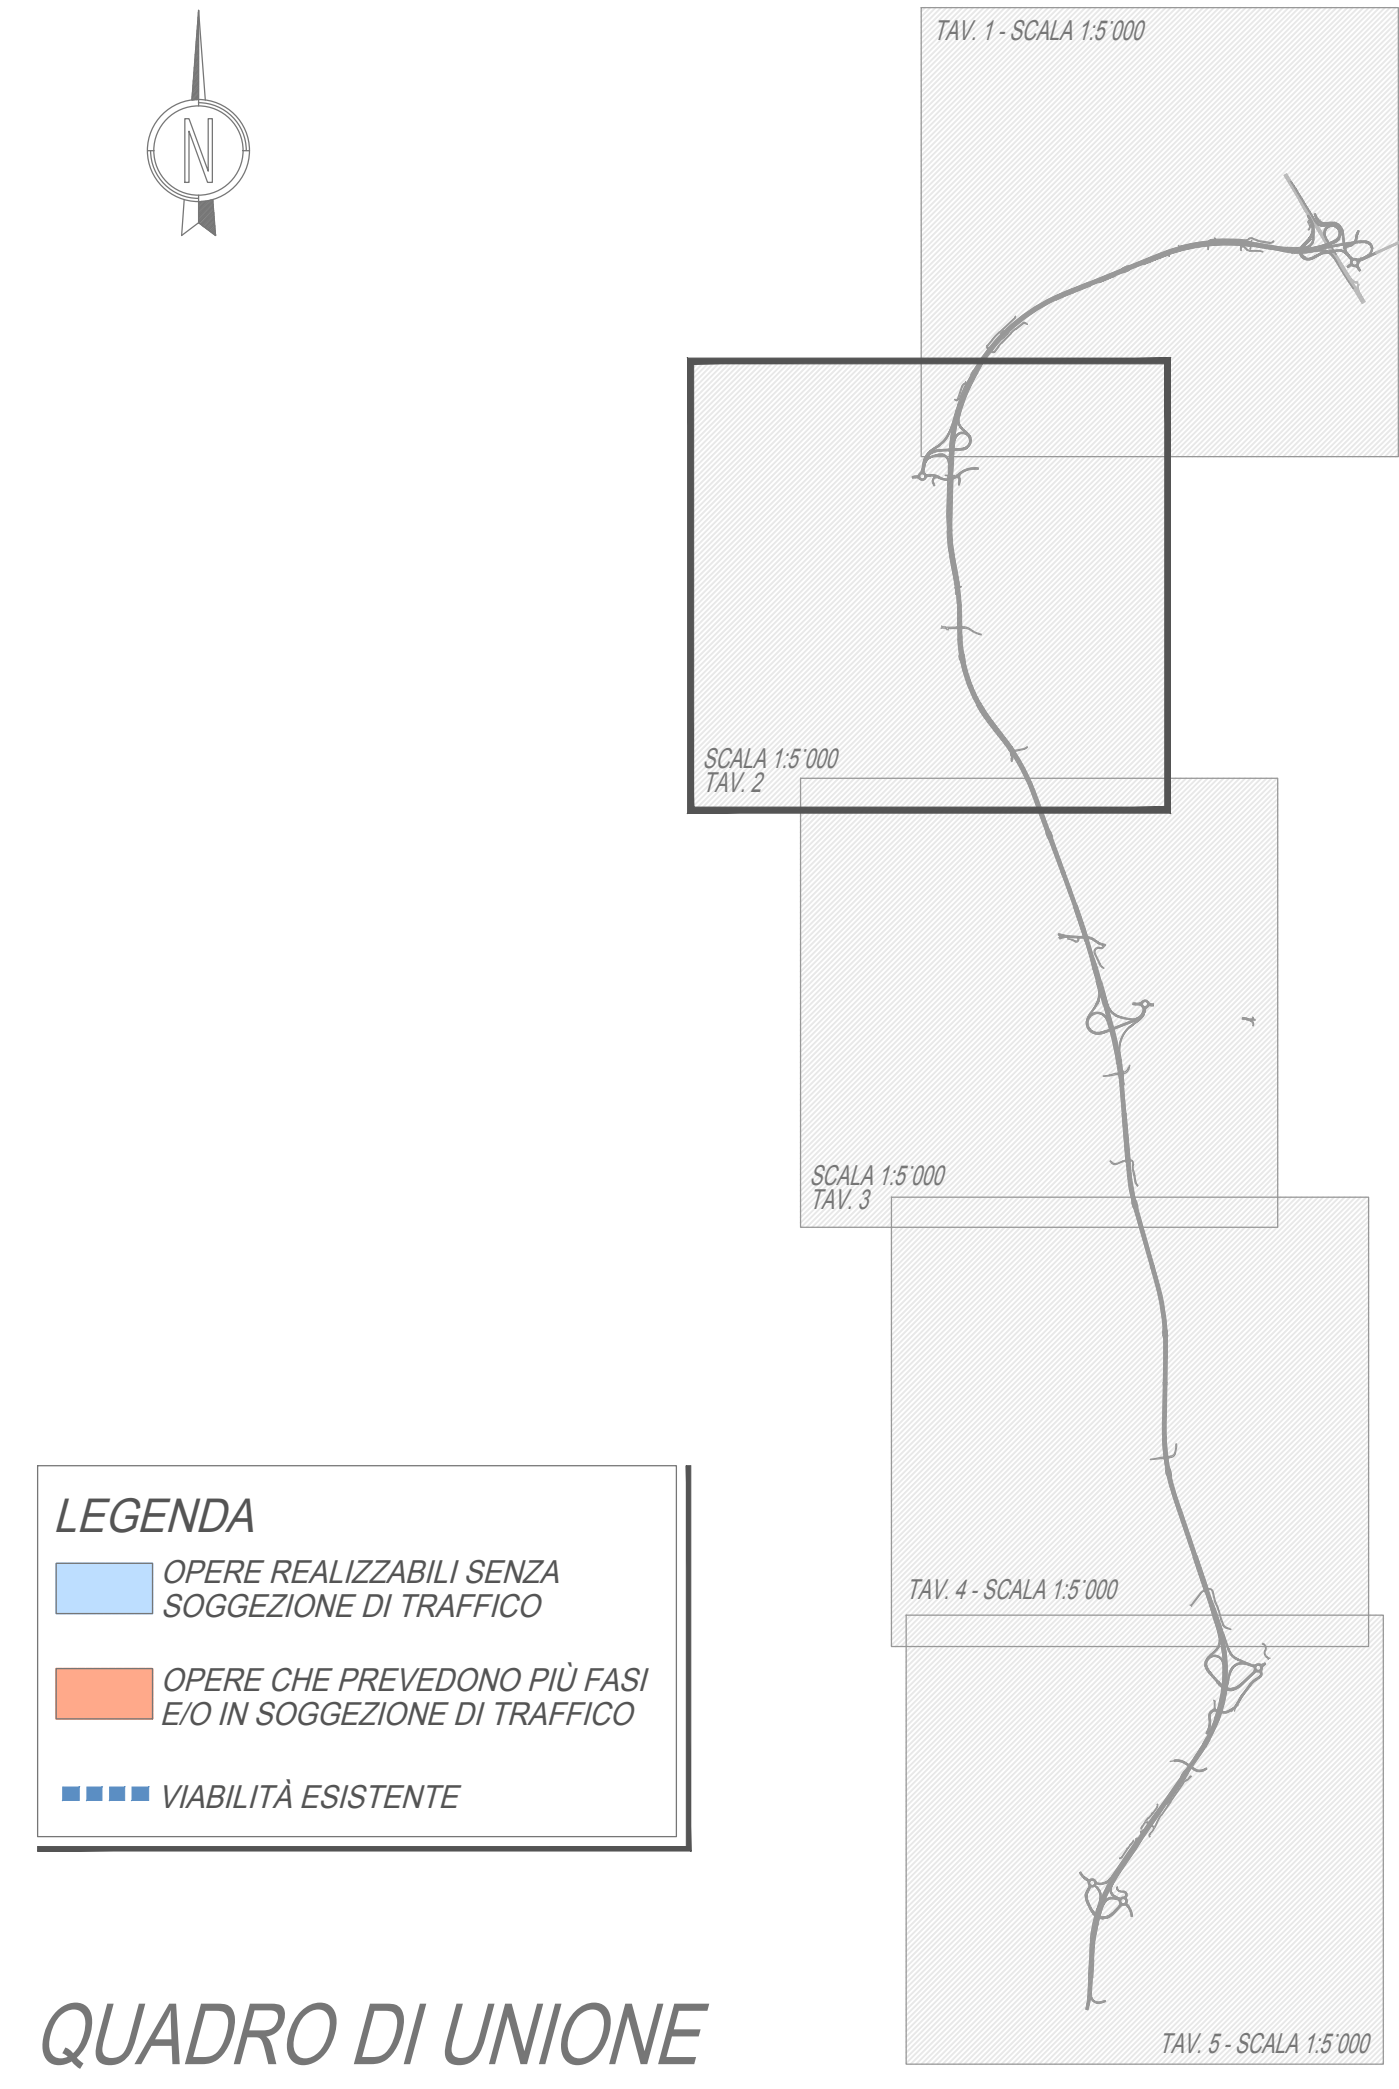 TAV. 1 - SCALA 1:5˙000
N
SCALA 1:5˙000
TAV. 2
SCALA 1:5˙000
TAV. 3
TAV. 4 - SCALA 1:5˙000
LEGENDA
OPERE REALIZZABILI SENZA
SOGGEZIONE DI TRAFFICO
OPERE CHE PREVEDONO PIÙ FASI
E/O IN SOGGEZIONE DI TRAFFICO
VIABILITÀ ESISTENTE
QUADRO DI UNIONE
TAV. 5 - SCALA 1:5˙000